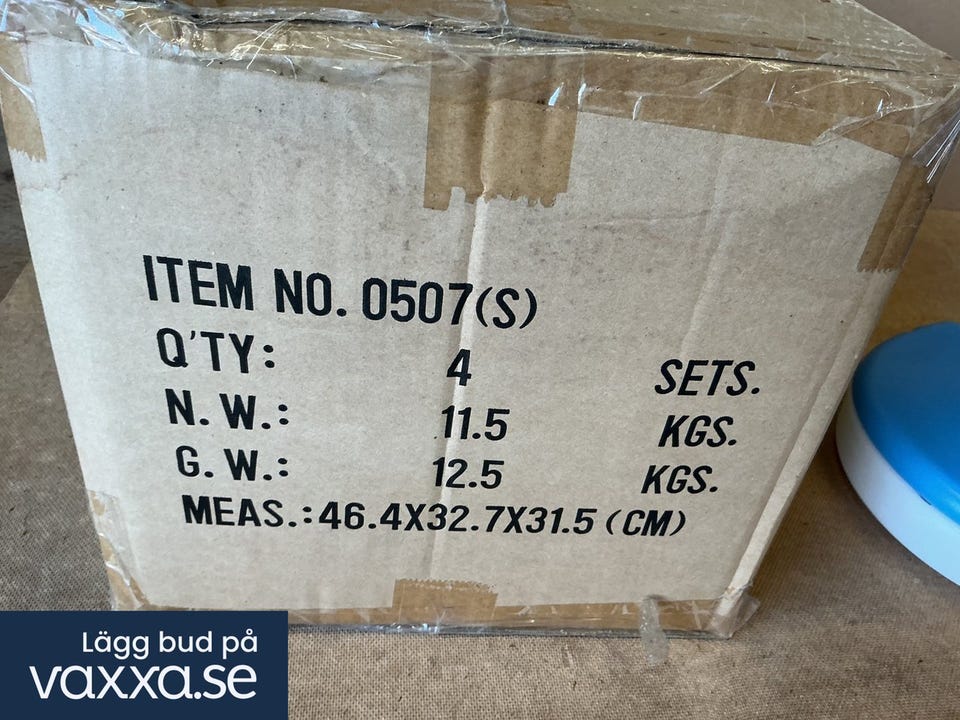 ITEM NO. 0507(S)
Q'TY: 4 SETS.
N. W.: 11.5 KGS.
G. W.: 12.5 KGS.
MEAS.:46.4X32.7X31.5 (CM)
Lägg bud på
vaxxa.se